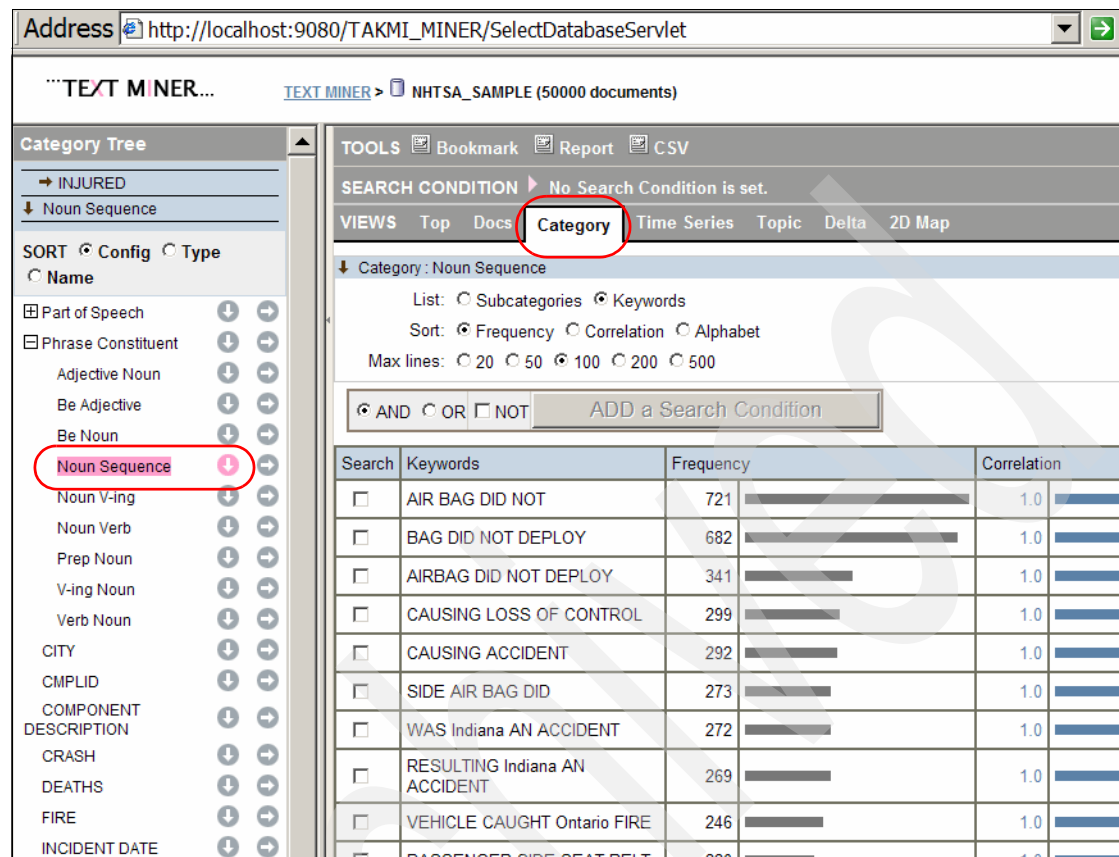 Address http://localhost:9080/TAKMI_MINER/SelectDatabaseServlet
TEXT MINER... TEXT MINER > NHTSA_SAMPLE (50000 documents)
Category Tree
INJURED
Noun Sequence
SORT Config Type
Name
Part of Speech
Phrase Constituent
Adjective Noun
Be Adjective
Be Noun
Noun Sequence
Noun V-ing
Noun Verb
Prep Noun
V-ing Noun
Verb Noun
CITY
CMPLID
COMPONENT
DESCRIPTION
CRASH
DEATHS
FIRE
INCIDENT DATE
TOOLS Bookmark Report CSV
SEARCH CONDITION No Search Condition is set.
VIEWS Top Docs Category Time Series Topic Delta 2D Map
Category : Noun Sequence
List: Subcategories Keywords
Sort: Frequency Correlation Alphabet
Max lines: 20 50 100 200 500
AND OR NOT ADD a Search Condition
Search Keywords Frequency Correlation
AIR BAG DID NOT 721 1.0
BAG DID NOT DEPLOY 682 1.0
AIRBAG DID NOT DEPLOY 341 1.0
CAUSING LOSS OF CONTROL 299 1.0
CAUSING ACCIDENT 292 1.0
SIDE AIR BAG DID 273 1.0
WAS Indiana AN ACCIDENT 272 1.0
RESULTING Indiana AN
ACCIDENT 269 1.0
VEHICLE CAUGHT Ontario FIRE 246 1.0
PASSENGER SIDE SEAT BELT